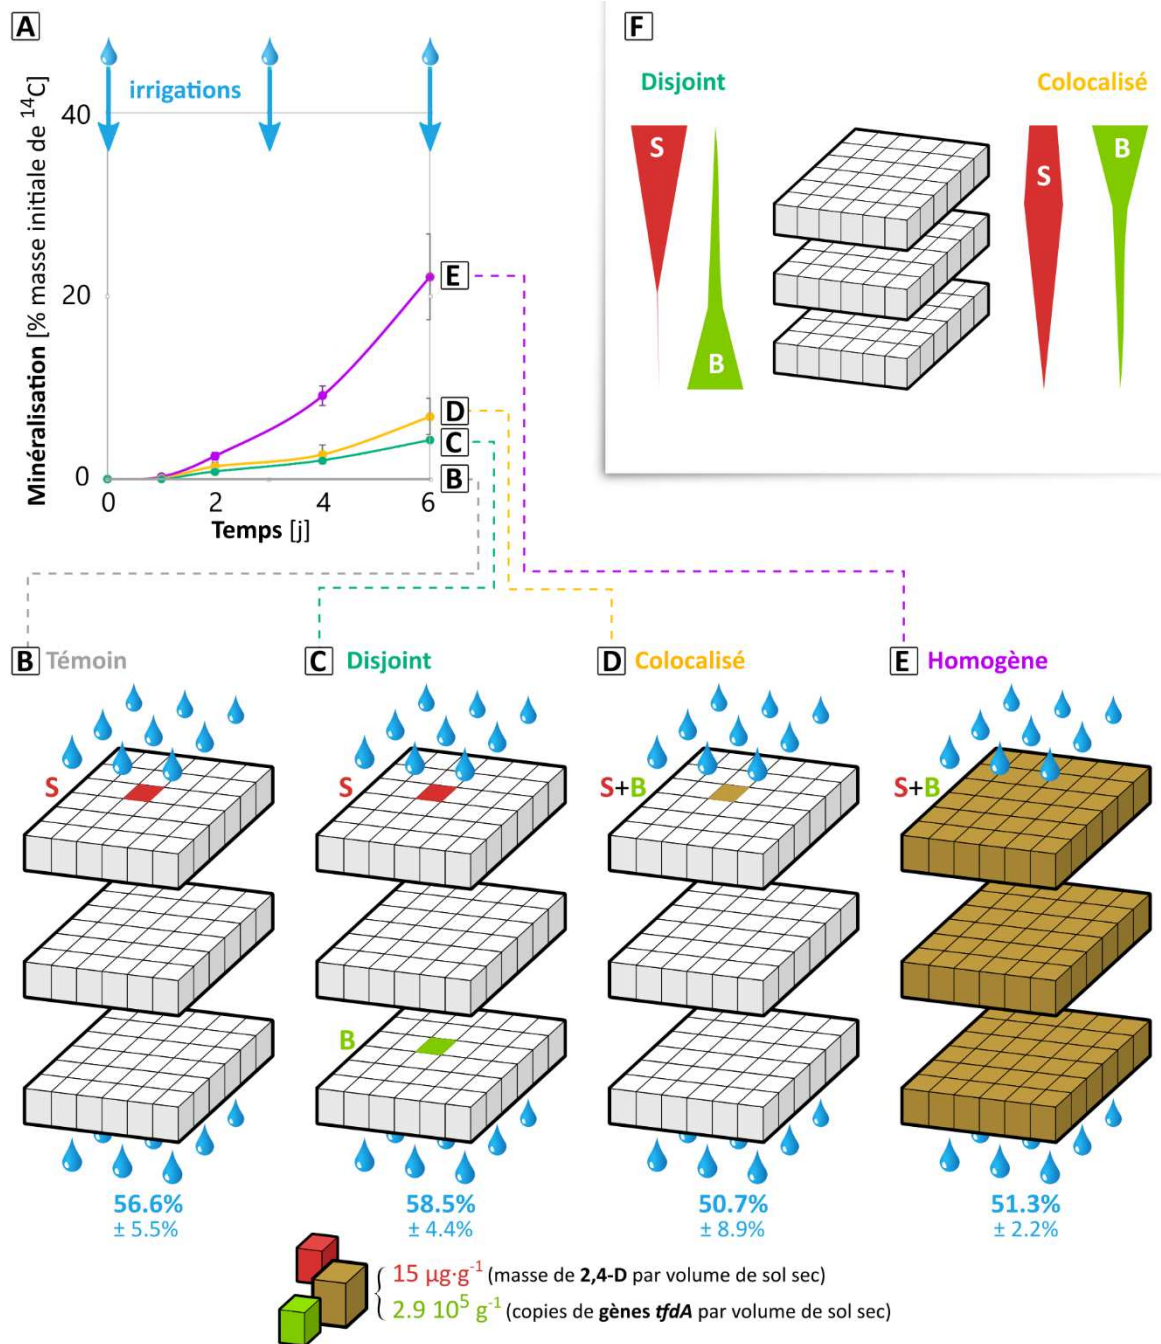 A
irrigations
Minéralisation [% masse initiale de ¹⁴C]
40
20
0
0 2 4 6
Temps [j]
E
D
C
B
F
Disjoint
Colocalisé
S
B
S
B
B Témoin
C Disjoint
D Colocalisé
E Homogène
S
S
S+B
S+B
B
56.6%
± 5.5%
58.5%
± 4.4%
50.7%
± 8.9%
51.3%
± 2.2%
15 µg·g⁻¹ (masse de 2,4-D par volume de sol sec)
2.9 10⁵ g⁻¹ (copies de gènes tfdA par volume de sol sec)